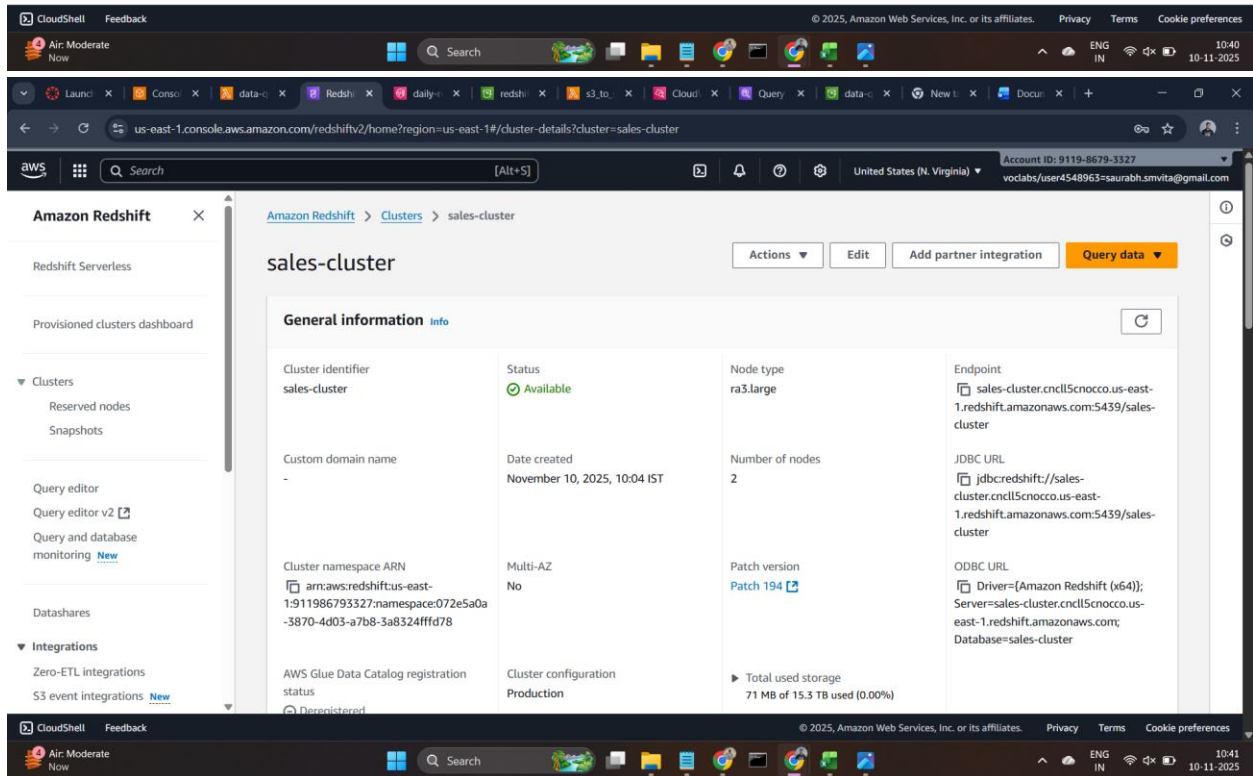 CloudShell Feedback © 2025, Amazon Web Services, Inc. or its affiliates. Privacy Terms Cookie preferences
4 Air: Moderate
Now
Search
ENG
IN
10:40
10-11-2025
Launc Consol data-q Redshi daily-r redshi s3_to_ Cloud Query data-q New t Docum
us-east-1.console.aws.amazon.com/redshiftv2/home?region=us-east-1#/cluster-details?cluster=sales-cluster
aws Search [Alt+S] United States (N. Virginia) ▼
Account ID: 9119-8679-3327
voclabs/user4548963=saurabh.smvita@gmail.com
Amazon Redshift
Redshift Serverless
Provisioned clusters dashboard
Clusters
Reserved nodes
Snapshots
Query editor
Query editor v2
Query and database
monitoring New
Datashares
Integrations
Zero-ETL integrations
S3 event integrations New
Amazon Redshift > Clusters > sales-cluster
sales-cluster
Actions Edit Add partner integration Query data
General information Info
Cluster identifier
sales-cluster
Status
Available
Node type
ra3.large
Endpoint
sales-cluster.cncll5cnocco.us-east-
1.redshift.amazonaws.com:5439/sales-
cluster
Custom domain name
-
Date created
November 10, 2025, 10:04 IST
Number of nodes
2
JDBC URL
jdbc:redshift://sales-
cluster.cncll5cnocco.us-east-
1.redshift.amazonaws.com:5439/sales-
cluster
Cluster namespace ARN
arn:aws:redshift:us-east-
1:911986793327:namespace:072e5a0a
-3870-4d03-a7b8-3a8324fffd78
Multi-AZ
No
Patch version
Patch 194
ODBC URL
Driver={Amazon Redshift (x64)};
Server=sales-cluster.cncll5cnocco.us-
east-1.redshift.amazonaws.com;
Database=sales-cluster
AWS Glue Data Catalog registration
status
Deregistered
Cluster configuration
Production
Total used storage
71 MB of 15.3 TB used (0.00%)
CloudShell Feedback © 2025, Amazon Web Services, Inc. or its affiliates. Privacy Terms Cookie preferences
4 Air: Moderate
Now
Search
ENG
IN
10:41
10-11-2025